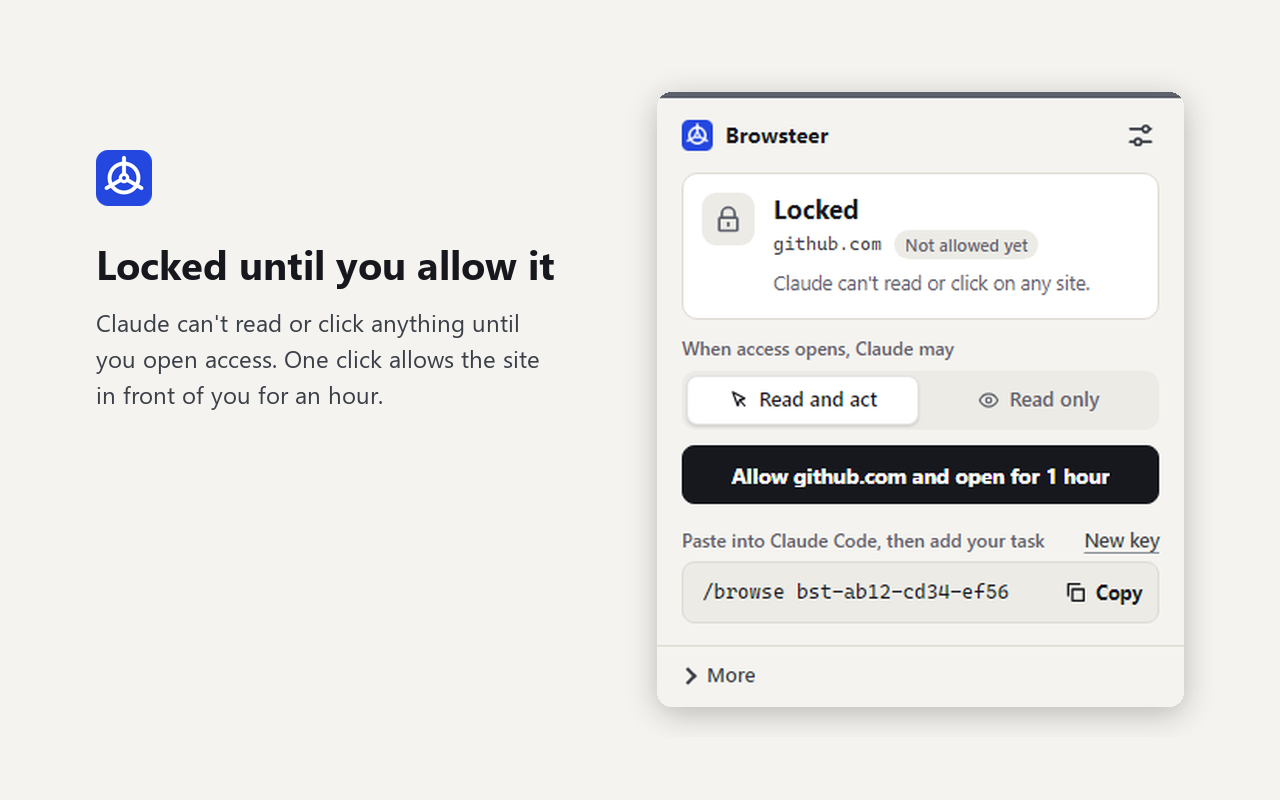 Locked until you allow it
Claude can't read or click anything until
you open access. One click allows the site
in front of you for an hour.
Browsteer
Locked
github.com Not allowed yet
Claude can't read or click on any site.
When access opens, Claude may
Read and act Read only
Allow github.com and open for 1 hour
Paste into Claude Code, then add your task New key
/browse bst-ab12-cd34-ef56 Copy
More